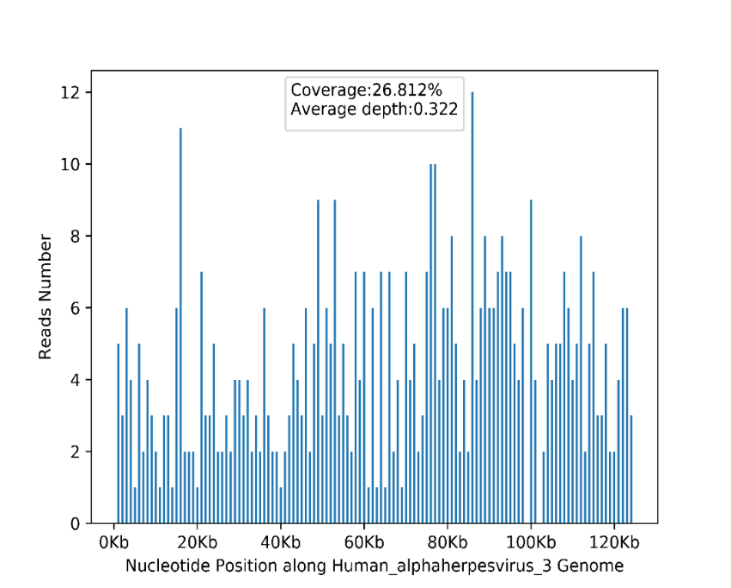 Coverage:26.812%
Average depth:0.322
12
10
8
6
4
2
0
Reads Number
0Kb 20Kb 40Kb 60Kb 80Kb 100Kb 120Kb
Nucleotide Position along Human_alphaherpesvirus_3 Genome